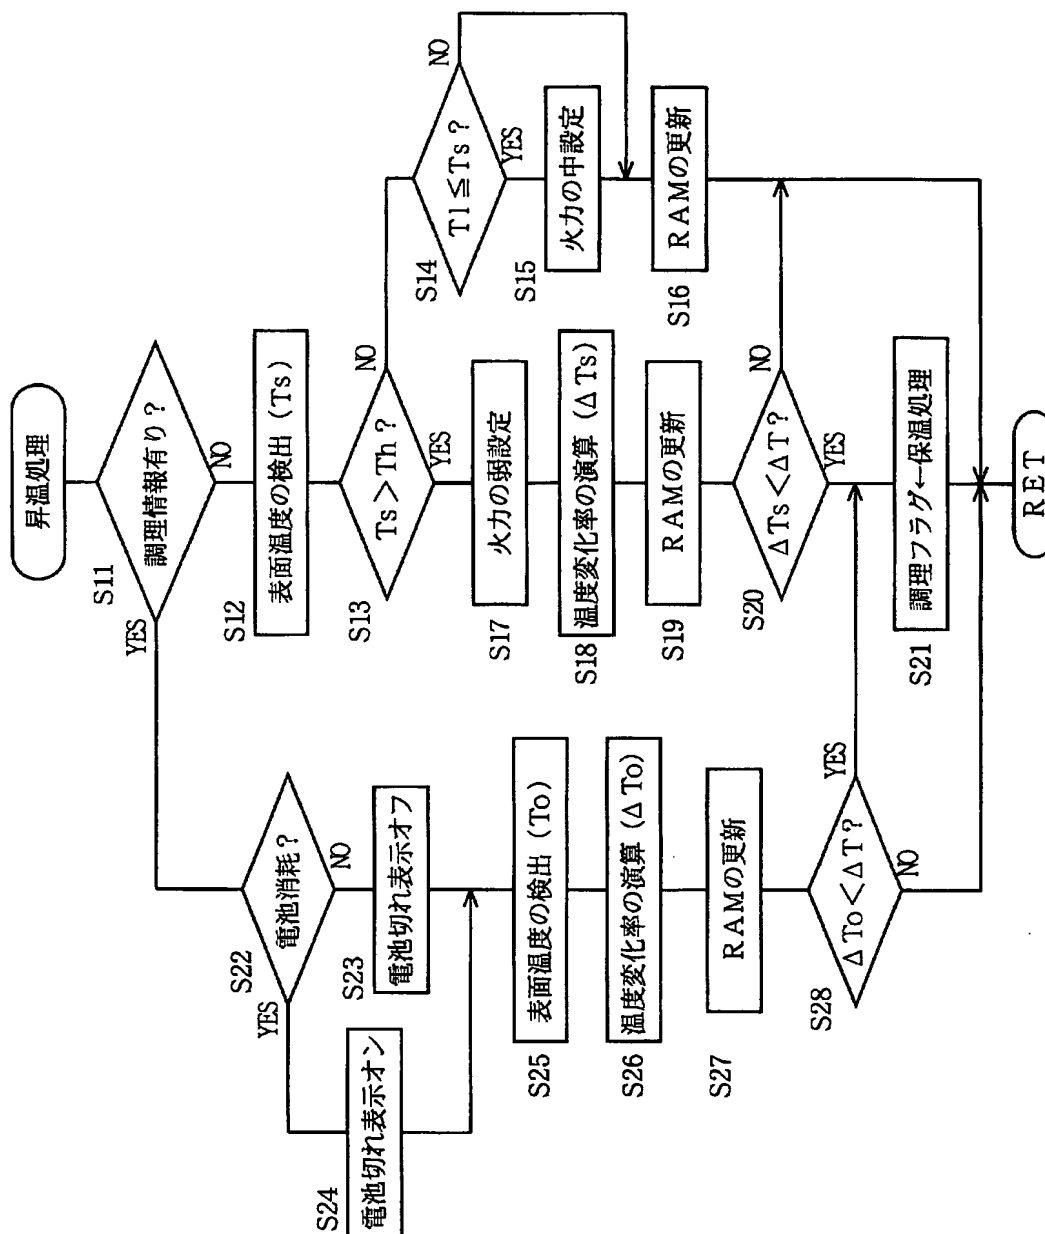 昇温処理
S11
調理情報有り？
YES
NO
S12
表面温度の検出（Ts）
S13
Ts＞Th？
NO
YES
S14
T1≦Ts？
NO
YES
S15
火力の中設定
S16
RAMの更新
S17
火力の弱設定
S18
温度変化率の演算（ΔTs）
S19
RAMの更新
S20
ΔTs＜ΔT？
NO
YES
S21
調理フラグ←保温処理
S22
電池消耗？
YES
NO
S23
電池切れ表示オフ
S24
電池切れ表示オン
S25
表面温度の検出（To）
S26
温度変化率の演算（ΔTo）
S27
RAMの更新
S28
ΔTo＜ΔT？
YES
NO
RET